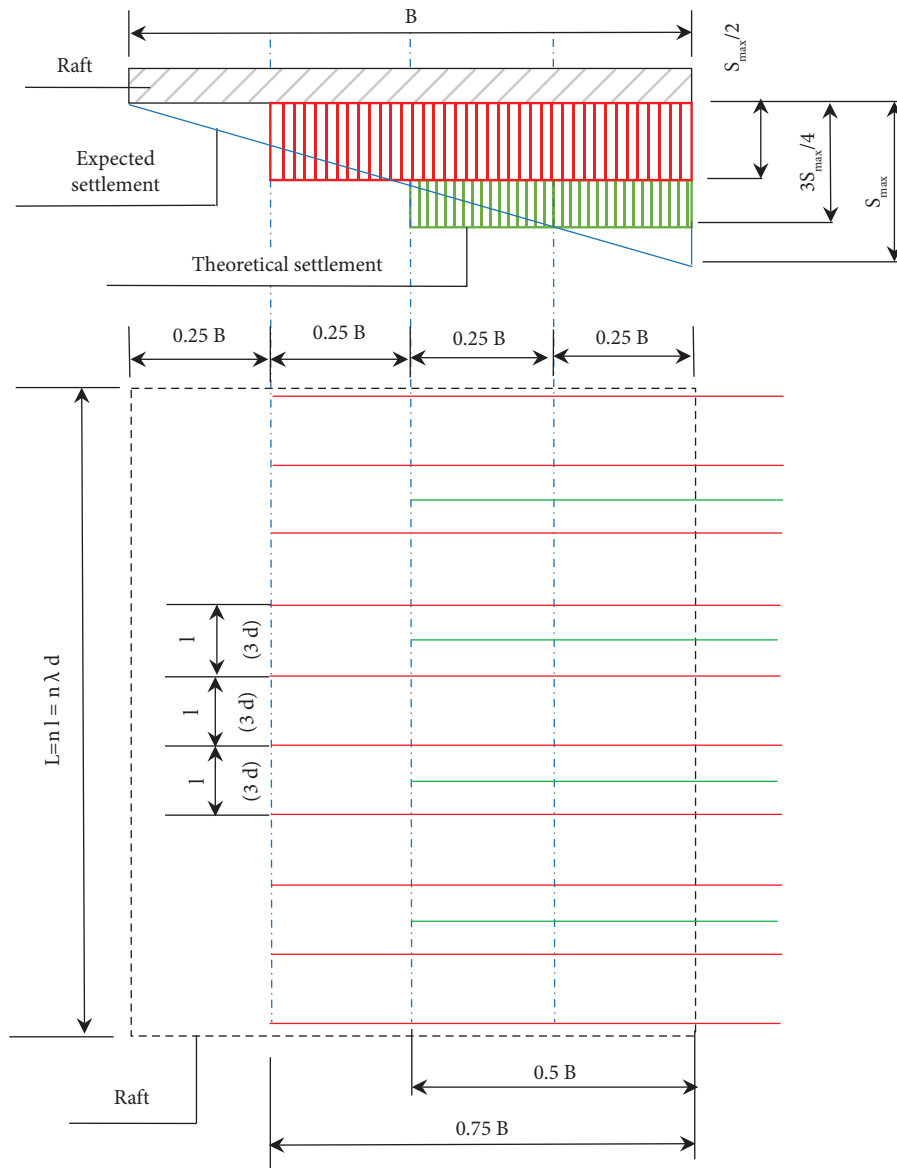 B
Raft
S_max/2
Expected
settlement
3S_max/4
S_max
Theoretical settlement
0.25 B
0.25 B
0.25 B
0.25 B
l
(3 d)
l
(3 d)
l
(3 d)
L=n l = n λ d
0.5 B
Raft
0.75 B